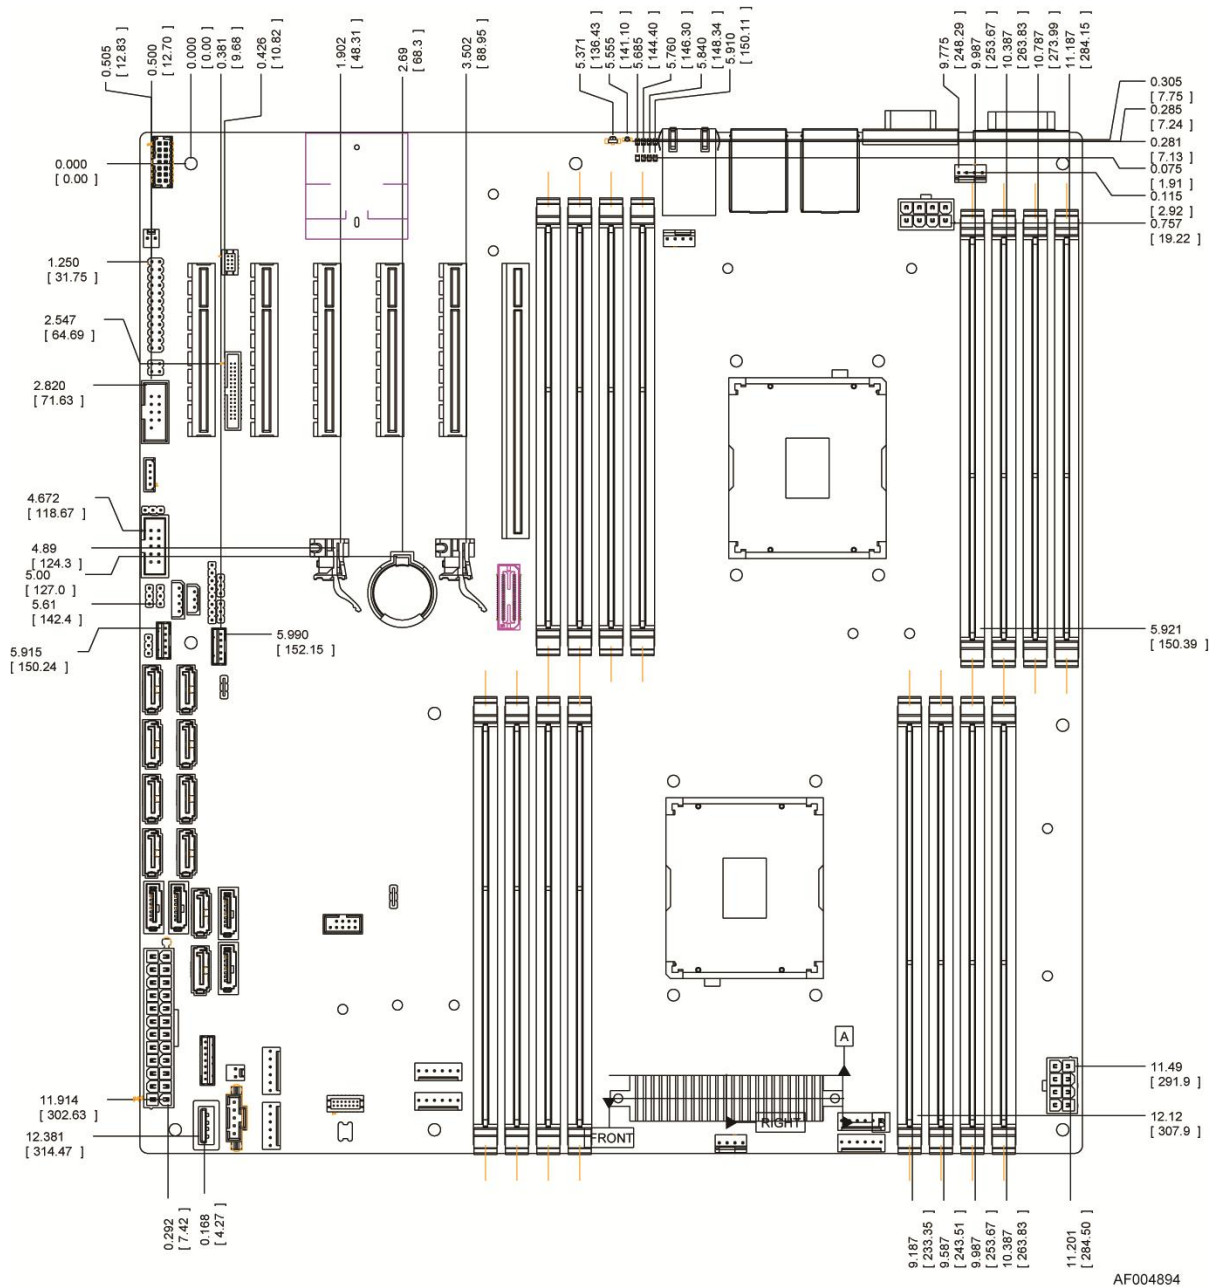 0.505
[ 12.83 ]
0.500
[ 12.70 ]
0.000
[ 0.00 ]
0.381
[ 9.68 ]
0.426
[ 10.82 ]
1.902
[ 48.31 ]
2.69
[ 68.3 ]
3.502
[ 88.95 ]
5.371
[ 136.43 ]
5.555
[ 141.10 ]
5.685
[ 144.40 ]
5.760
[ 146.30 ]
5.840
[ 148.34 ]
5.910
[ 150.11 ]
9.775
[ 248.29 ]
9.987
[ 253.67 ]
10.387
[ 263.83 ]
10.787
[ 273.99 ]
11.187
[ 284.15 ]
0.305
[ 7.75 ]
0.285
[ 7.24 ]
0.281
[ 7.13 ]
0.075
[ 1.91 ]
0.115
[ 2.92 ]
0.757
[ 19.22 ]
0.000
[ 0.00 ]
1.250
[ 31.75 ]
2.547
[ 64.69 ]
2.820
[ 71.63 ]
4.672
[ 118.67 ]
4.89
[ 124.3 ]
5.00
[ 127.0 ]
5.61
[ 142.4 ]
5.915
[ 150.24 ]
5.990
[ 152.15 ]
5.921
[ 150.39 ]
A
FRONT
RIGHT
11.49
[ 291.9 ]
12.12
[ 307.9 ]
11.914
[ 302.63 ]
12.381
[ 314.47 ]
0.292
[ 7.42 ]
0.168
[ 4.27 ]
9.187
[ 233.35 ]
9.587
[ 243.51 ]
9.987
[ 253.67 ]
10.387
[ 263.83 ]
11.201
[ 284.50 ]
AF004894